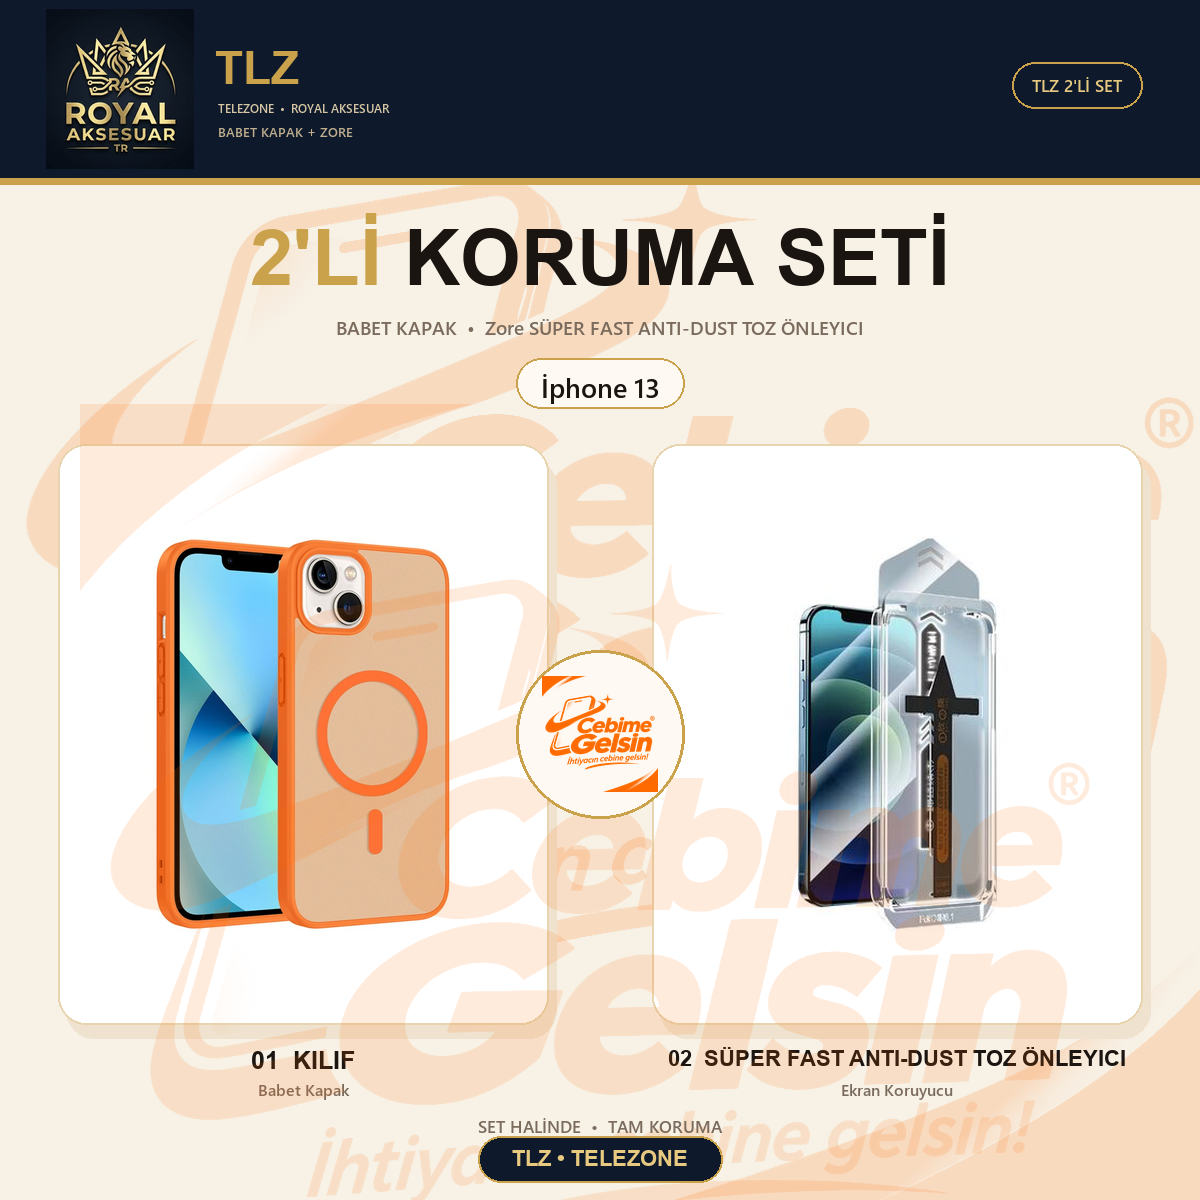 ROYAL
AKSESUAR
TR
TLZ
TELEZONE • ROYAL AKSESUAR
BABET KAPAK + ZORE
TLZ 2'Lİ SET
2'Lİ KORUMA SETİ
BABET KAPAK • Zore SÜPER FAST ANTI-DUST TOZ ÖNLEYICI
İphone 13
Cebime
Gelsin
İhtiyacın cebine gelsin!
Cebime ®
Gelsin
01 KILIF
Babet Kapak
02 SÜPER FAST ANTI-DUST TOZ ÖNLEYICI
Ekran Koruyucu
SET HALİNDE • TAM KORUMA
TLZ • TELEZONE